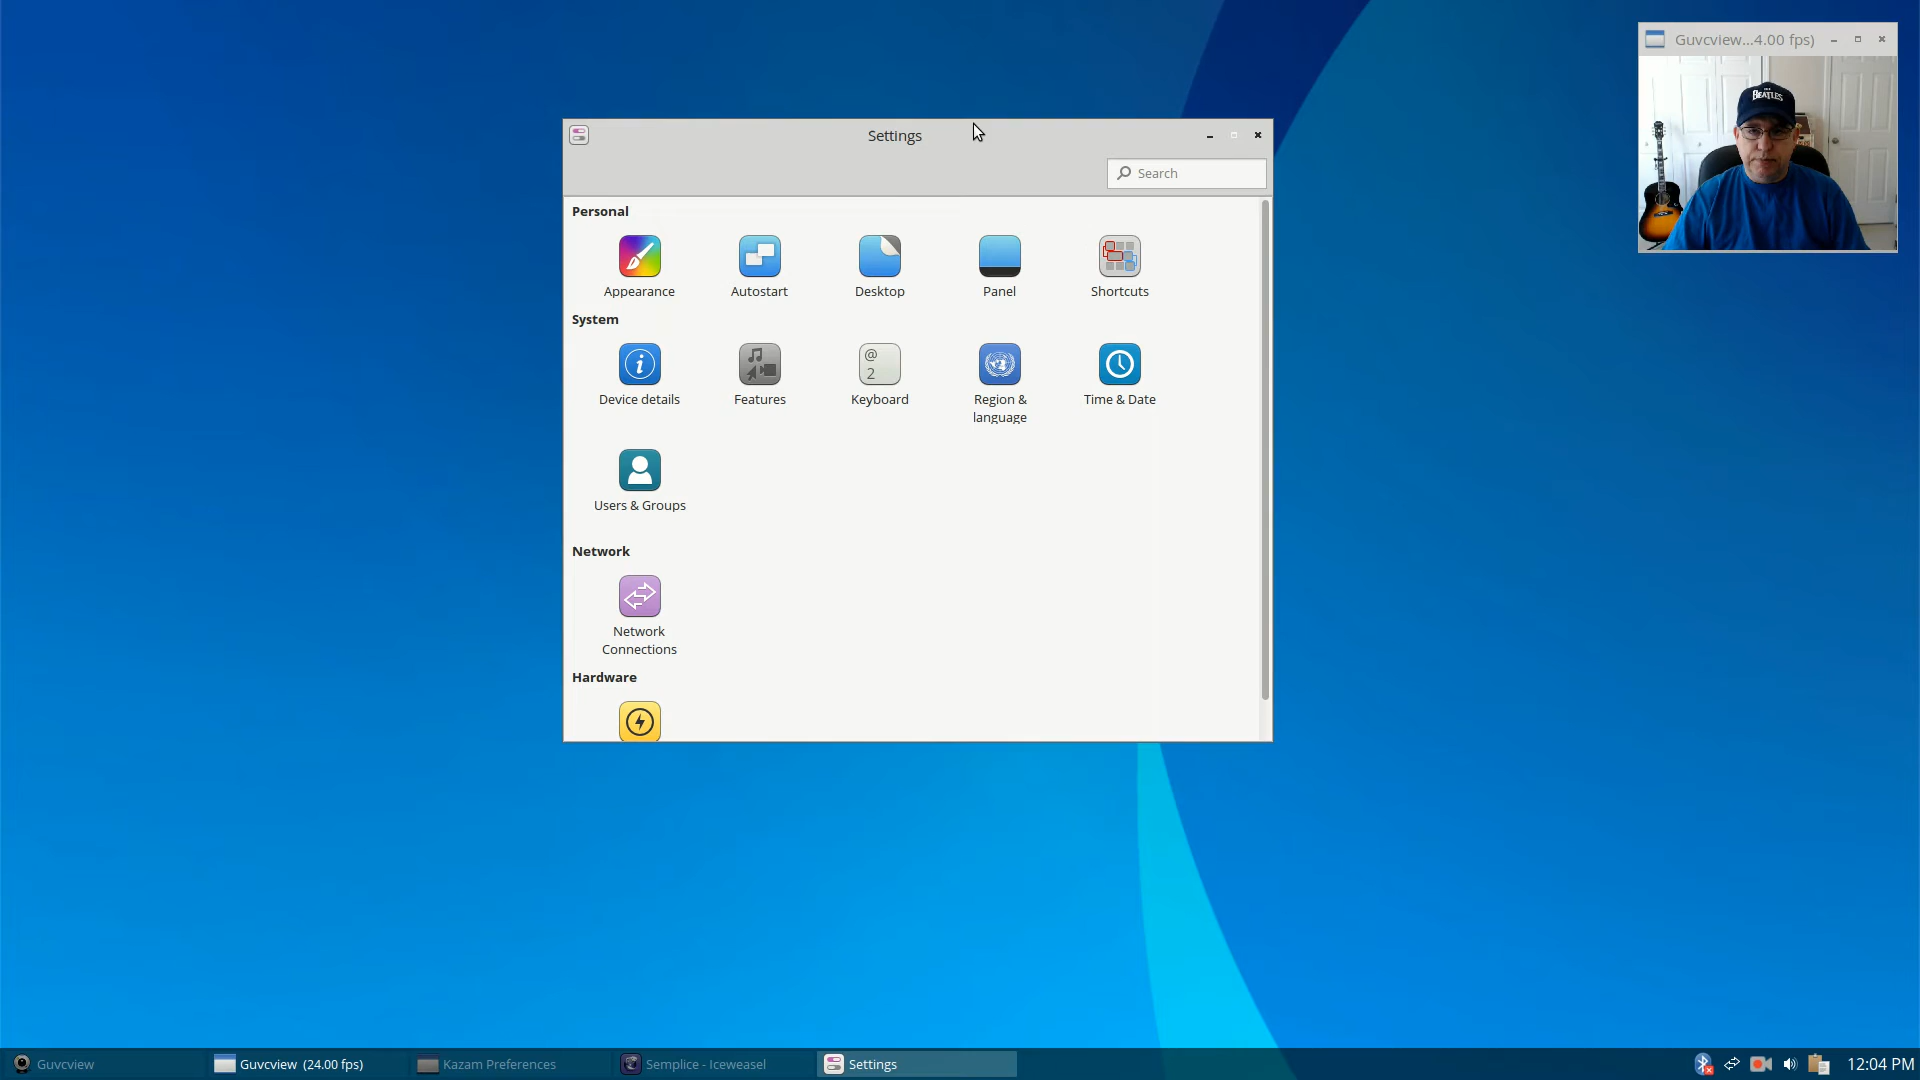 Guvcview...4.00 fps)
BEATLES
Settings
Search
Personal
Appearance
Autostart
Desktop
Panel
Shortcuts
System
@
2
Device details
Features
Keyboard
Region &
language
Time & Date
Users & Groups
Network
Network
Connections
Hardware
Guvcview
Guvcview (24.00 fps)
Kazam Preferences
Semplice - Iceweasel
Settings
12:04 PM